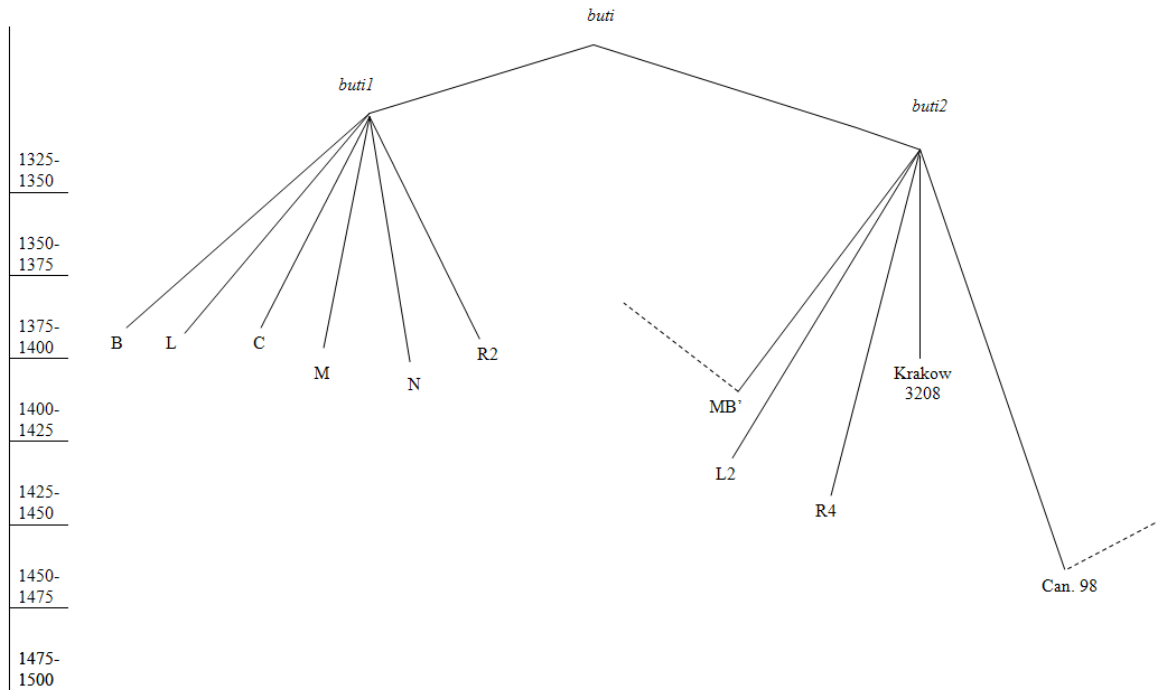 buti
buti1
buti2
1325-
1350
1350-
1375
1375-
1400
B
L
C
M
N
R2
Krakow
3208
MB’
1400-
1425
L2
1425-
1450
R4
1450-
1475
Can. 98
1475-
1500